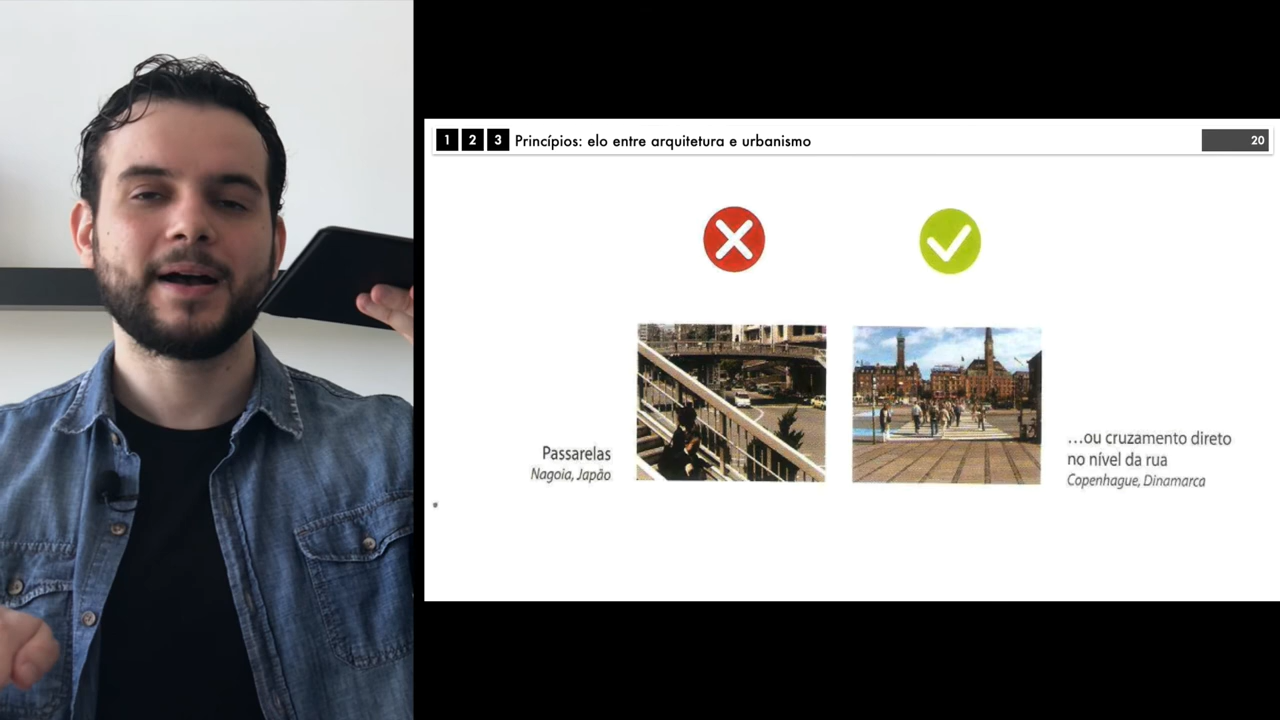 1 2 3 Princípios: elo entre arquitetura e urbanismo 20
Passarelas
Nagoia, Japão
...ou cruzamento direto
no nível da rua
Copenhague, Dinamarca